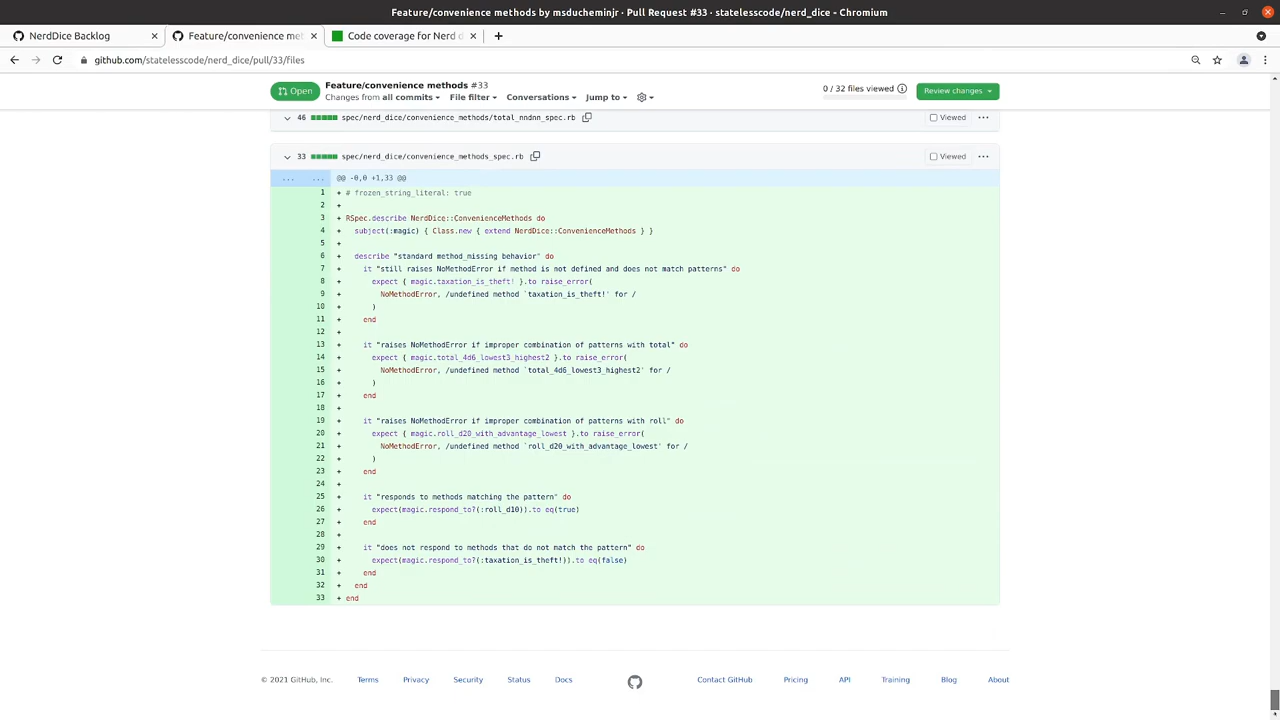 Feature/convenience methods by msducheminjr · Pull Request #33 · statelesscode/nerd_dice - Chromium
NerdDice Backlog
Feature/convenience met
Code coverage for Nerd d
github.com/statelesscode/nerd_dice/pull/33/files
Open
Feature/convenience methods #33
Changes from all commits
File filter
Conversations
Jump to
0 / 32 files viewed
Review changes
46 spec/nerd_dice/convenience_methods/total_nndnn_spec.rb
Viewed
33 spec/nerd_dice/convenience_methods_spec.rb
Viewed
... ... @@ -0,0 +1,33 @@
1 + # frozen_string_literal: true
2 +
3 + RSpec.describe NerdDice::ConvenienceMethods do
4 + subject(:magic) { Class.new { extend NerdDice::ConvenienceMethods } }
5 +
6 + describe "standard method_missing behavior" do
7 + it "still raises NoMethodError if method is not defined and does not match patterns" do
8 + expect { magic.taxation_is_theft! }.to raise_error(
9 + NoMethodError, /undefined method `taxation_is_theft!' for /
10 + )
11 + end
12 +
13 + it "raises NoMethodError if improper combination of patterns with total" do
14 + expect { magic.total_4d6_lowest3_highest2 }.to raise_error(
15 + NoMethodError, /undefined method `total_4d6_lowest3_highest2' for /
16 + )
17 + end
18 +
19 + it "raises NoMethodError if improper combination of patterns with roll" do
20 + expect { magic.roll_d20_with_advantage_lowest }.to raise_error(
21 + NoMethodError, /undefined method `roll_d20_with_advantage_lowest' for /
22 + )
23 + end
24 +
25 + it "responds to methods matching the pattern" do
26 + expect(magic.respond_to?(:roll_d10)).to eq(true)
27 + end
28 +
29 + it "does not respond to methods that do not match the pattern" do
30 + expect(magic.respond_to?(:taxation_is_theft!)).to eq(false)
31 + end
32 + end
33 + end
© 2021 GitHub, Inc.
Terms
Privacy
Security
Status
Docs
Contact GitHub
Pricing
API
Training
Blog
About